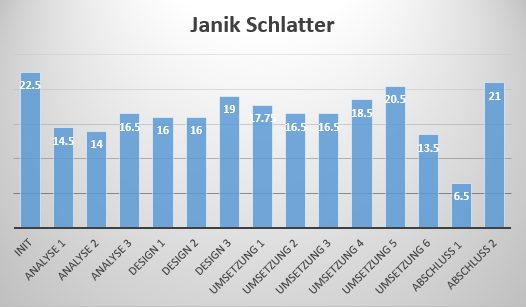 Janik Schlatter
22.5
14.5
14
16.5
16
16
19
17.75
16.5
16.5
18.5
20.5
13.5
6.5
21
INIT
ANALYSE 1
ANALYSE 2
ANALYSE 3
DESIGN 1
DESIGN 2
DESIGN 3
UMSETZUNG 1
UMSETZUNG 2
UMSETZUNG 3
UMSETZUNG 4
UMSETZUNG 5
UMSETZUNG 6
ABSCHLUSS 1
ABSCHLUSS 2